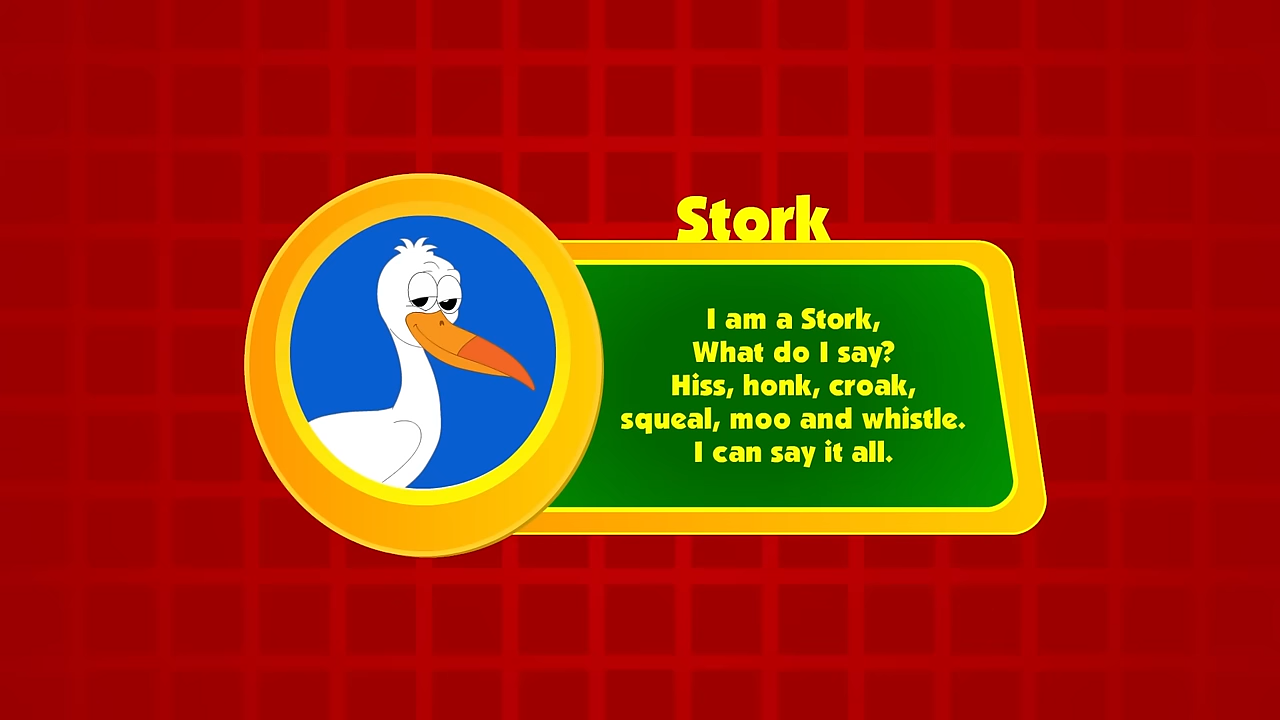 Stork
I am a Stork,
What do I say?
Hiss, honk, croak,
squeal, moo and whistle.
I can say it all.